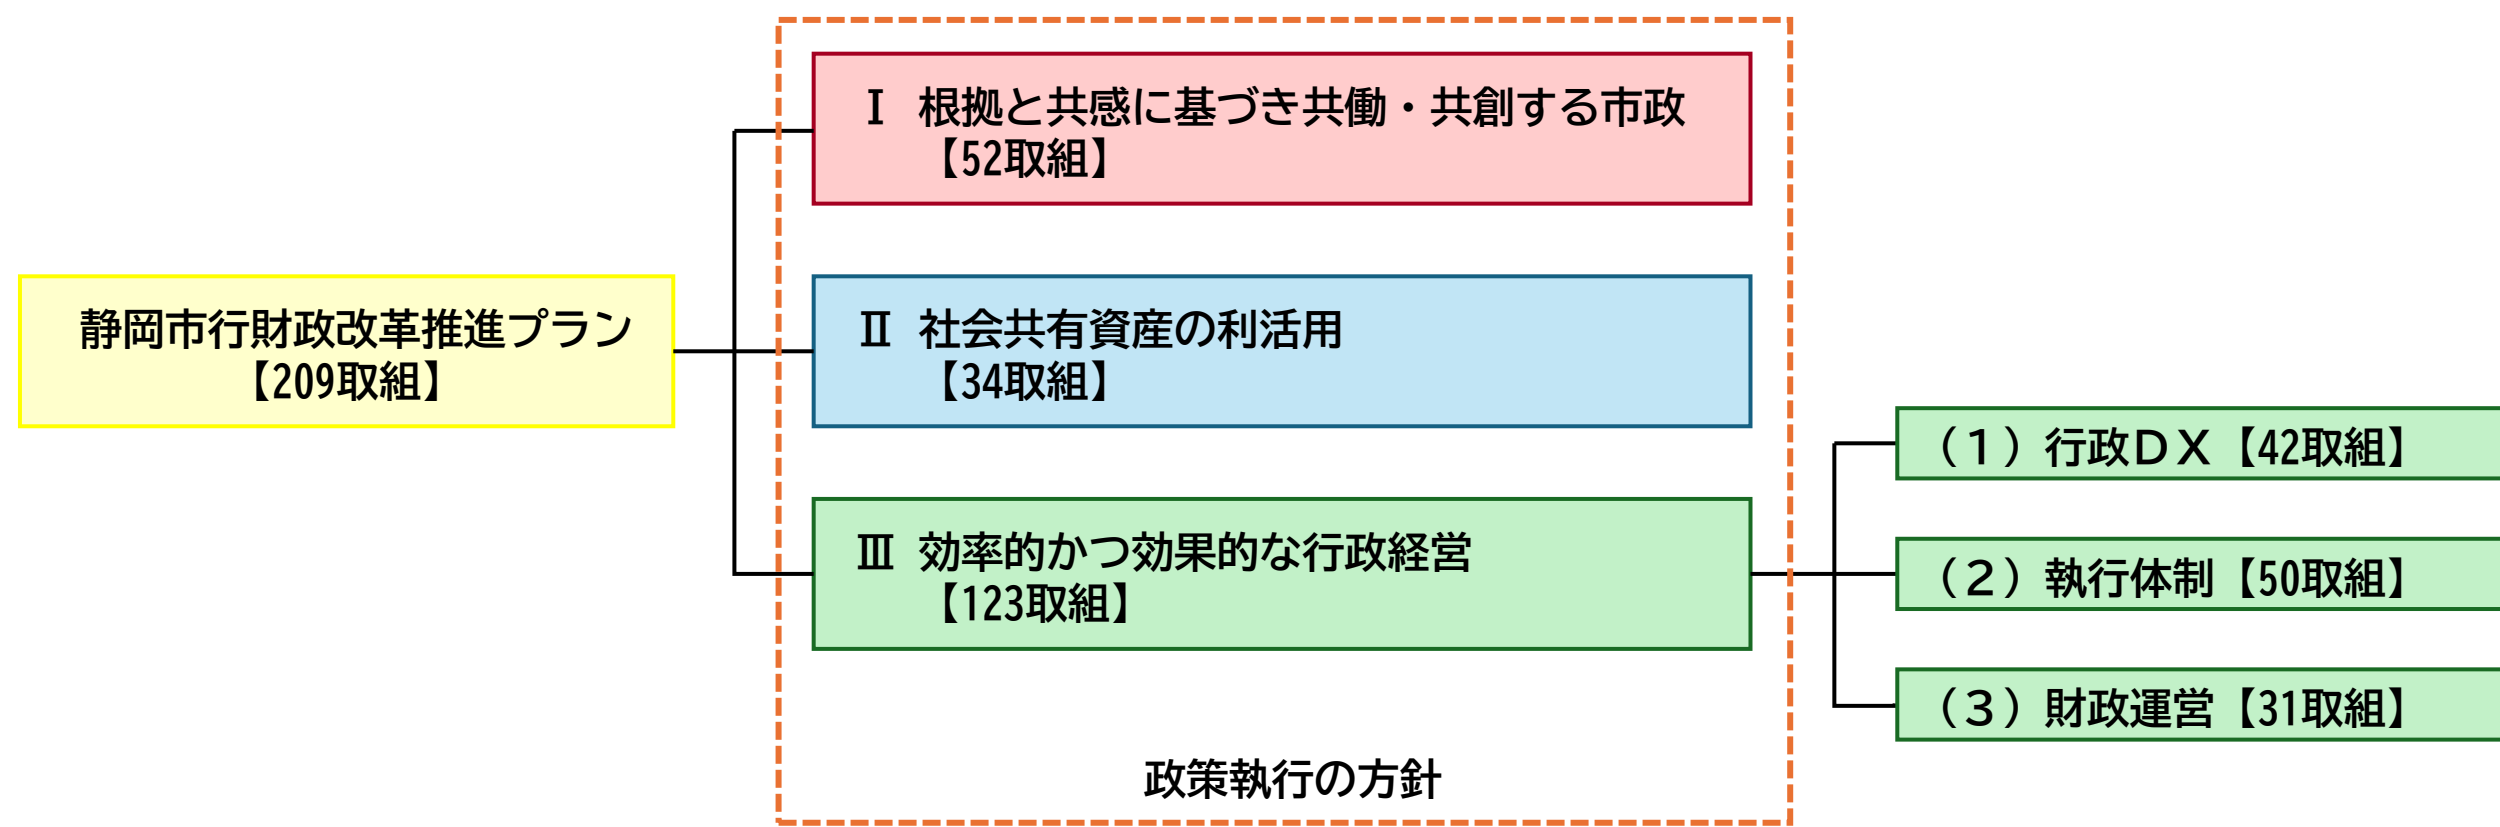 静岡市行財政改革推進プラン
【209取組】
Ⅰ　根拠と共感に基づき共働・共創する市政
【52取組】
Ⅱ　社会共有資産の利活用
【34取組】
Ⅲ　効率的かつ効果的な行政経営
【123取組】
（１）行政ＤＸ【42取組】
（２）執行体制【50取組】
（３）財政運営【31取組】
政策執行の方針